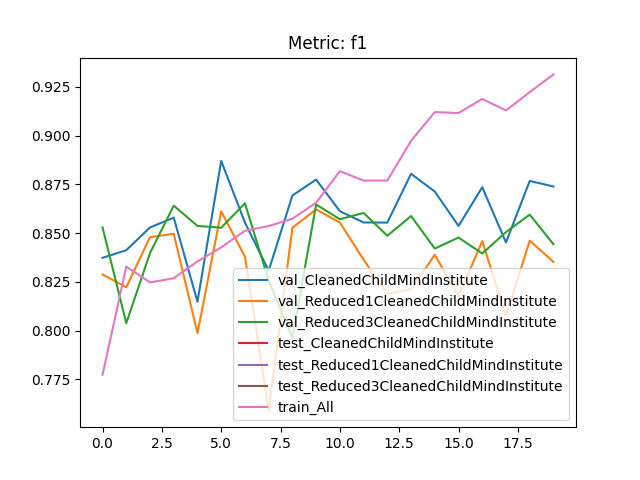 Metric: f1
0.925
0.900
0.875
0.850
0.825
0.800
0.775
val_CleanedChildMindInstitute
val_Reduced1CleanedChildMindInstitute
val_Reduced3CleanedChildMindInstitute
test_CleanedChildMindInstitute
test_Reduced1CleanedChildMindInstitute
test_Reduced3CleanedChildMindInstitute
train_All
0.0 2.5 5.0 7.5 10.0 12.5 15.0 17.5